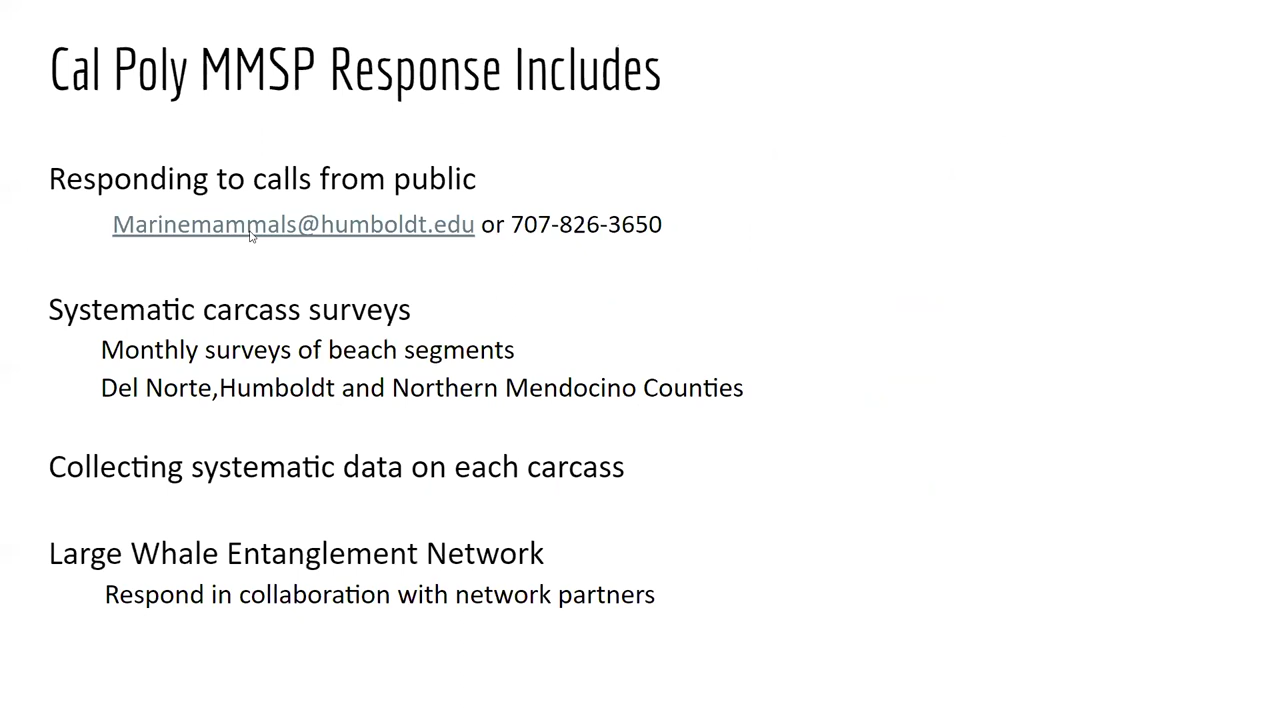 Cal Poly MMSP Response Includes
Responding to calls from public
Marinemammals@humboldt.edu or 707-826-3650
Systematic carcass surveys
Monthly surveys of beach segments
Del Norte,Humboldt and Northern Mendocino Counties
Collecting systematic data on each carcass
Large Whale Entanglement Network
Respond in collaboration with network partners